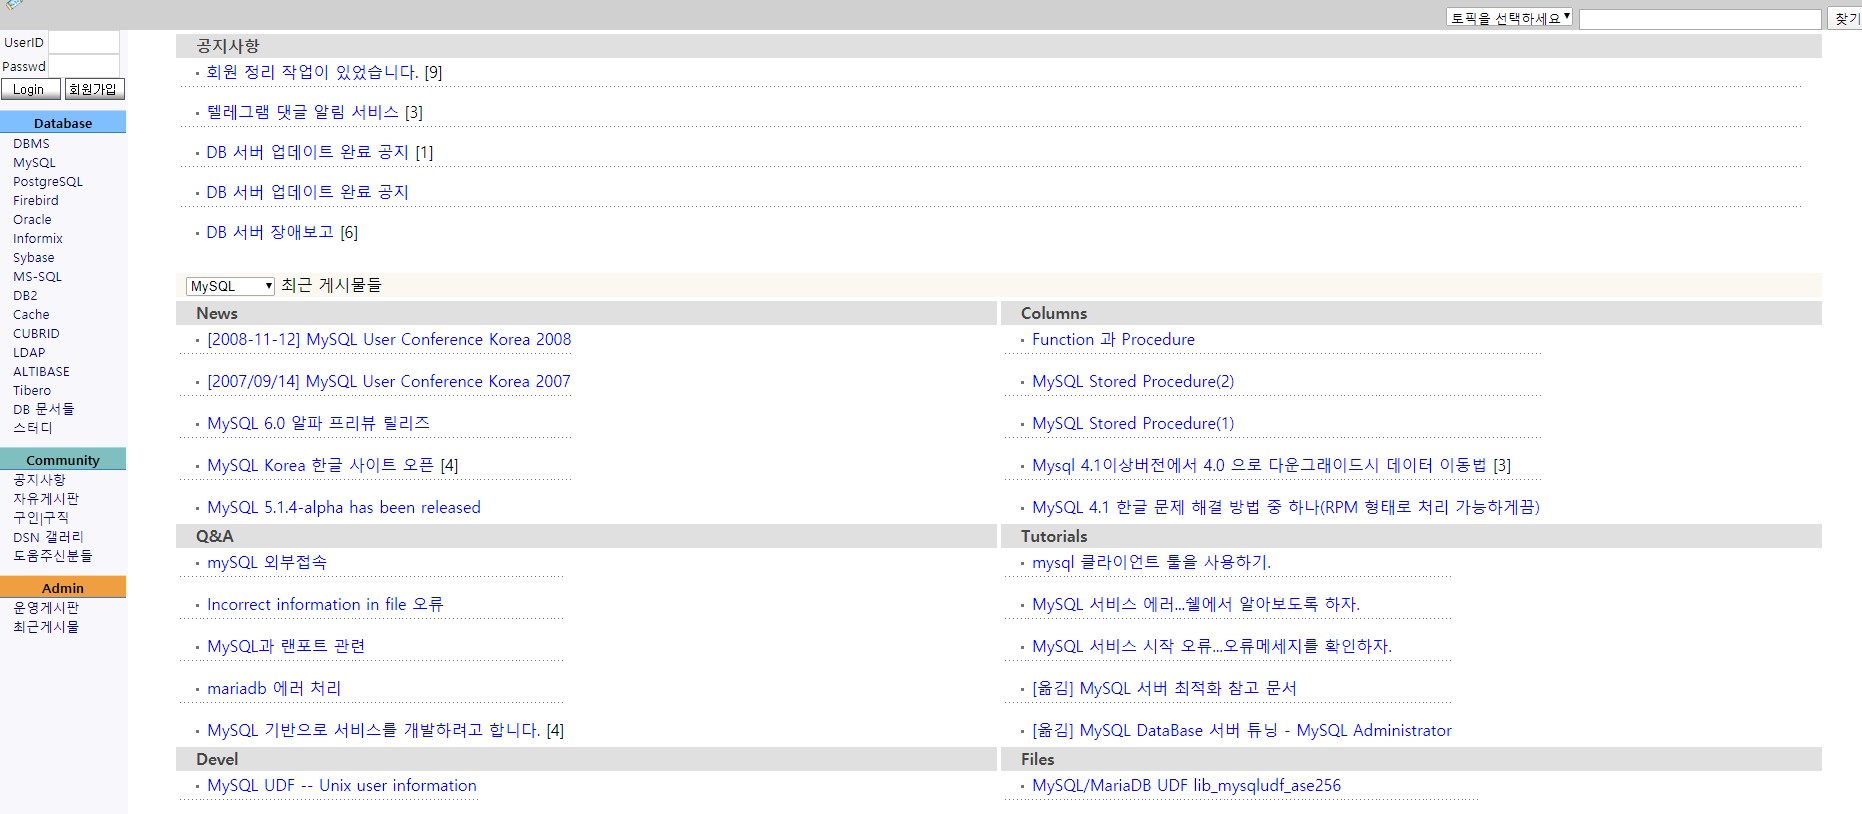 토픽을 선택하세요
찾기
UserID
Passwd
Login 회원가입
Database
DBMS
MySQL
PostgreSQL
Firebird
Oracle
Informix
Sybase
MS-SQL
DB2
Cache
CUBRID
LDAP
ALTIBASE
Tibero
DB 문서들
스터디
Community
공지사항
자유게시판
구인|구직
DSN 갤러리
도움주신분들
Admin
운영게시판
최근게시물
공지사항
회원 정리 작업이 있었습니다. [9]
텔레그램 댓글 알림 서비스 [3]
DB 서버 업데이트 완료 공지 [1]
DB 서버 업데이트 완료 공지
DB 서버 장애보고 [6]
MySQL 최근 게시물들
News
[2008-11-12] MySQL User Conference Korea 2008
[2007/09/14] MySQL User Conference Korea 2007
MySQL 6.0 알파 프리뷰 릴리즈
MySQL Korea 한글 사이트 오픈 [4]
MySQL 5.1.4-alpha has been released
Columns
Function 과 Procedure
MySQL Stored Procedure(2)
MySQL Stored Procedure(1)
Mysql 4.1이상버전에서 4.0 으로 다운그래이드시 데이터 이동법 [3]
MySQL 4.1 한글 문제 해결 방법 중 하나(RPM 형태로 처리 가능하게끔)
Q&A
mySQL 외부접속
Incorrect information in file 오류
MySQL과 랜포트 관련
mariadb 에러 처리
MySQL 기반으로 서비스를 개발하려고 합니다. [4]
Tutorials
mysql 클라이언트 툴을 사용하기.
MySQL 서비스 에러...쉘에서 알아보도록 하자.
MySQL 서비스 시작 오류...오류메세지를 확인하자.
[옮김] MySQL 서버 최적화 참고 문서
[옮김] MySQL DataBase 서버 튜닝 - MySQL Administrator
Devel
MySQL UDF -- Unix user information
Files
MySQL/MariaDB UDF lib_mysqludf_ase256